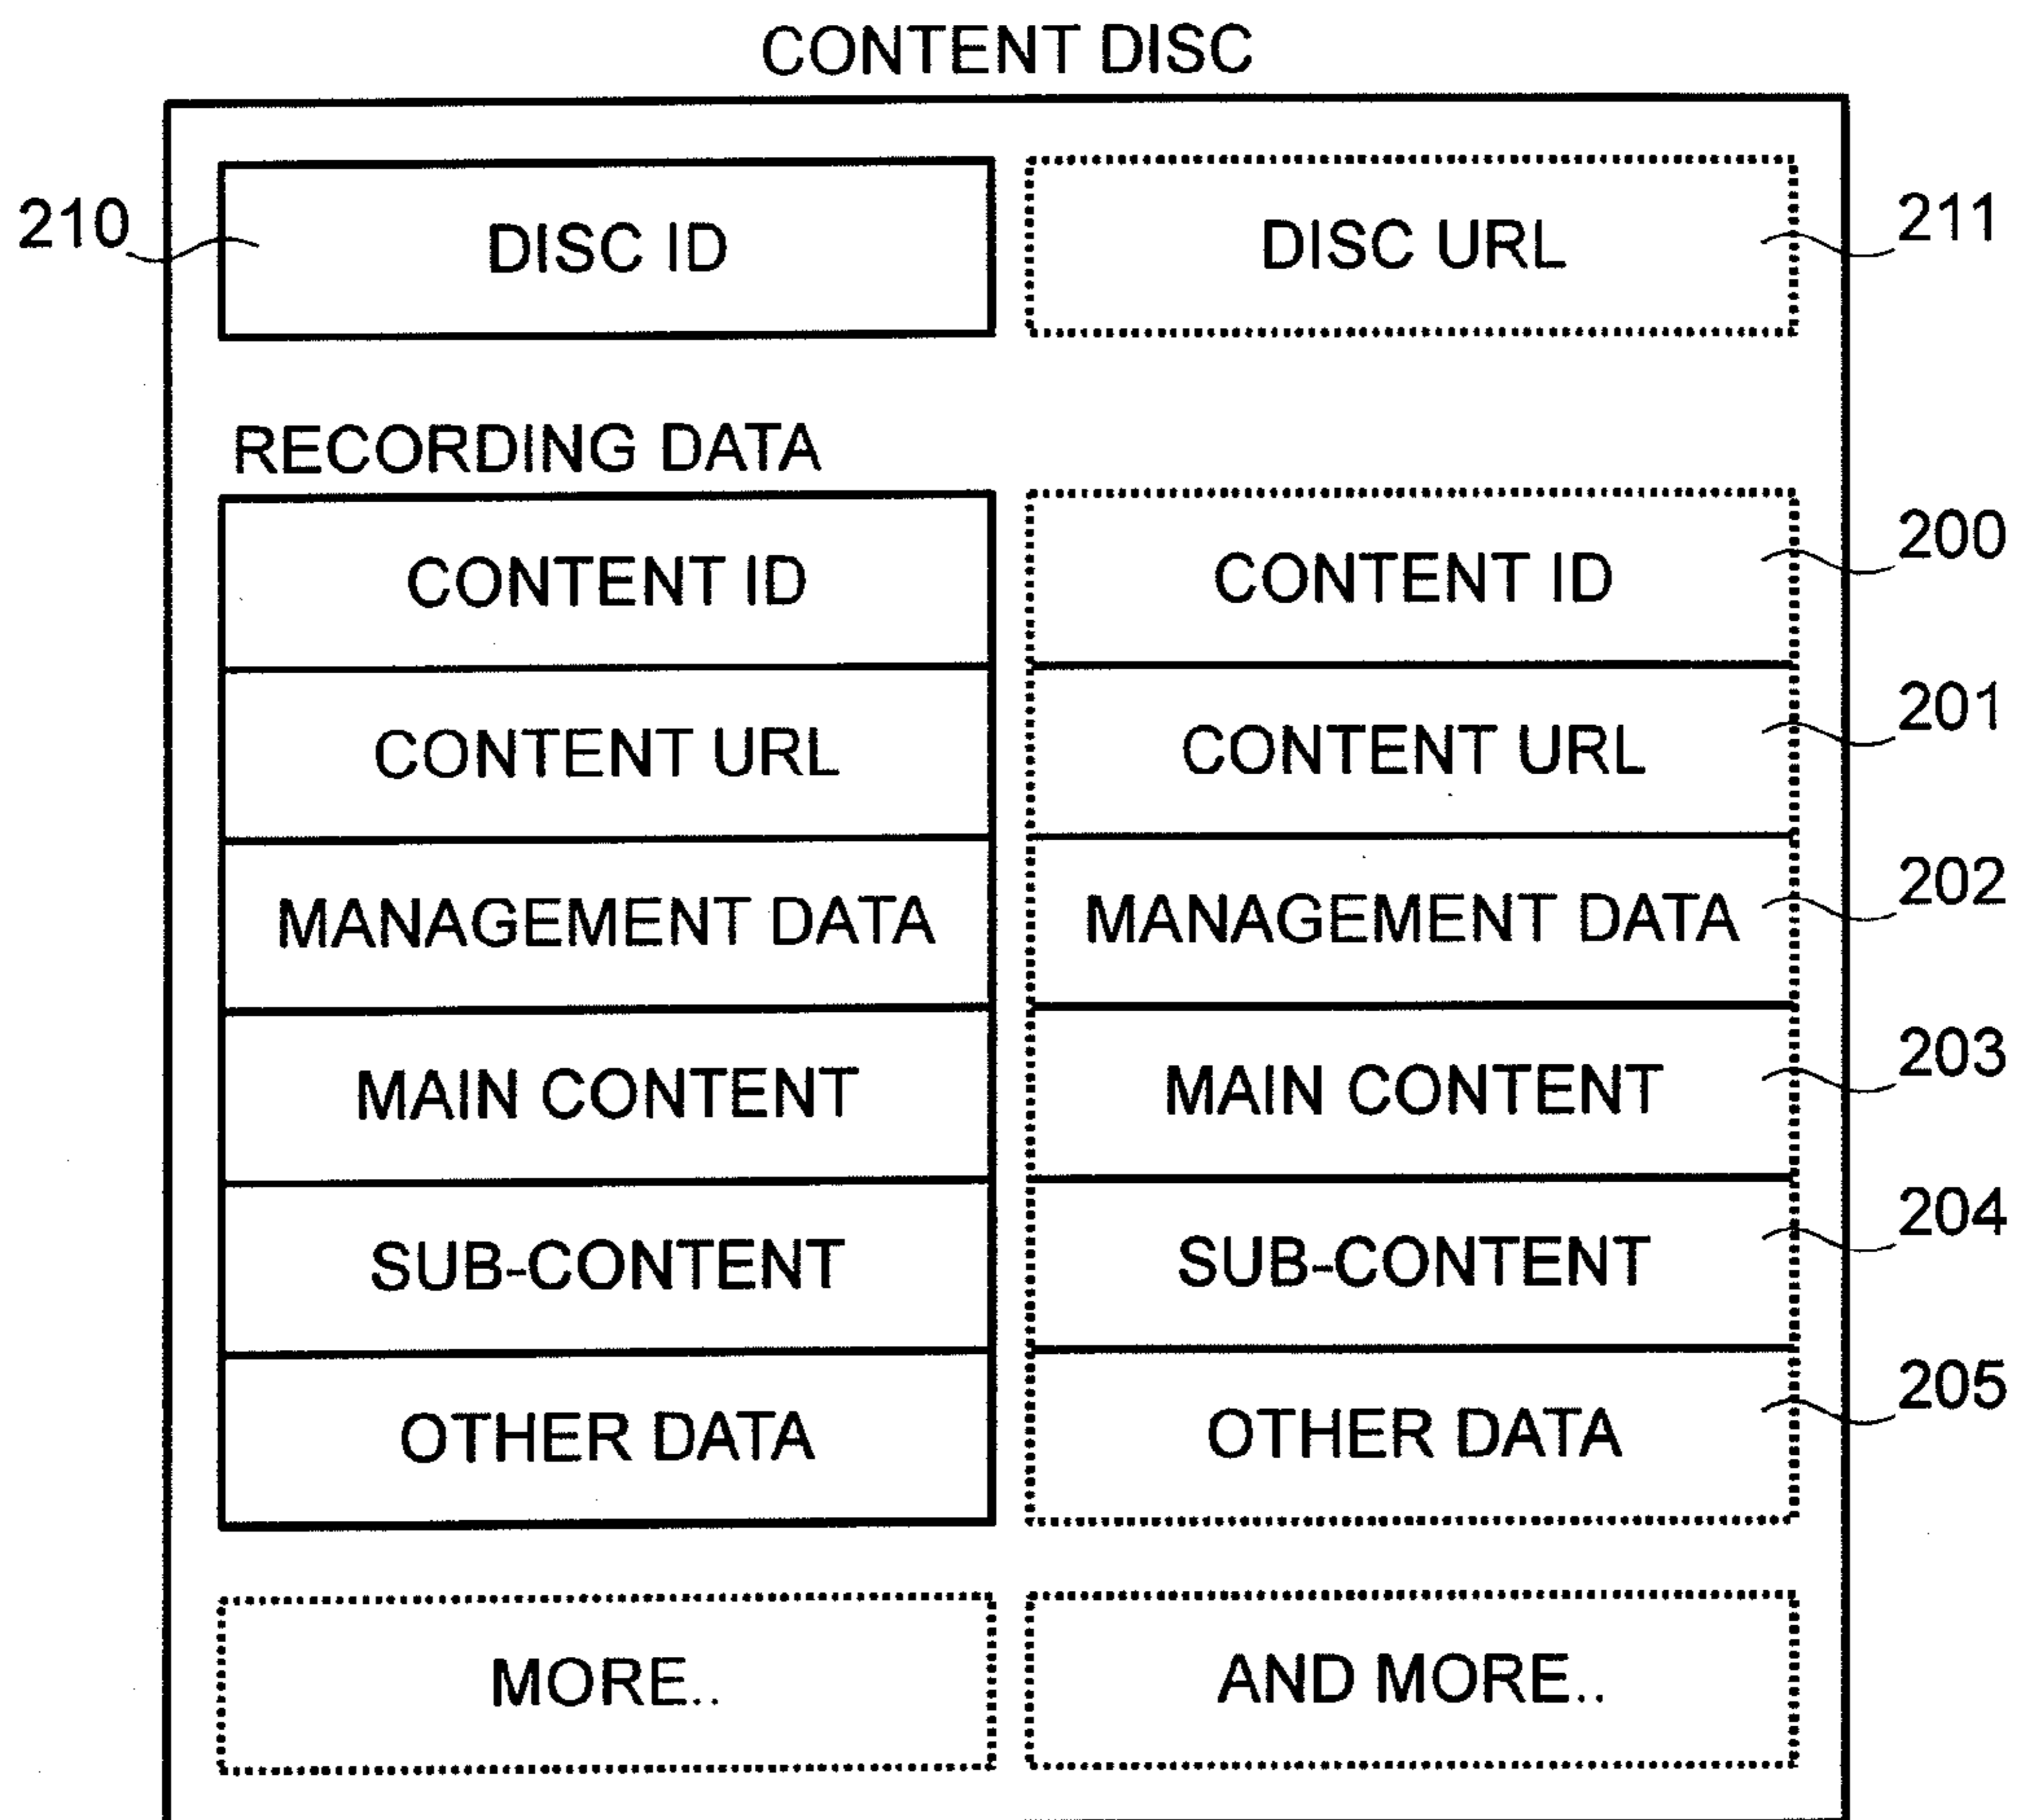 CONTENT DISC
210 DISC ID DISC URL 211
RECORDING DATA
CONTENT ID CONTENT ID 200
CONTENT URL CONTENT URL 201
MANAGEMENT DATA MANAGEMENT DATA 202
MAIN CONTENT MAIN CONTENT 203
SUB-CONTENT SUB-CONTENT 204
OTHER DATA OTHER DATA 205
MORE.. AND MORE..